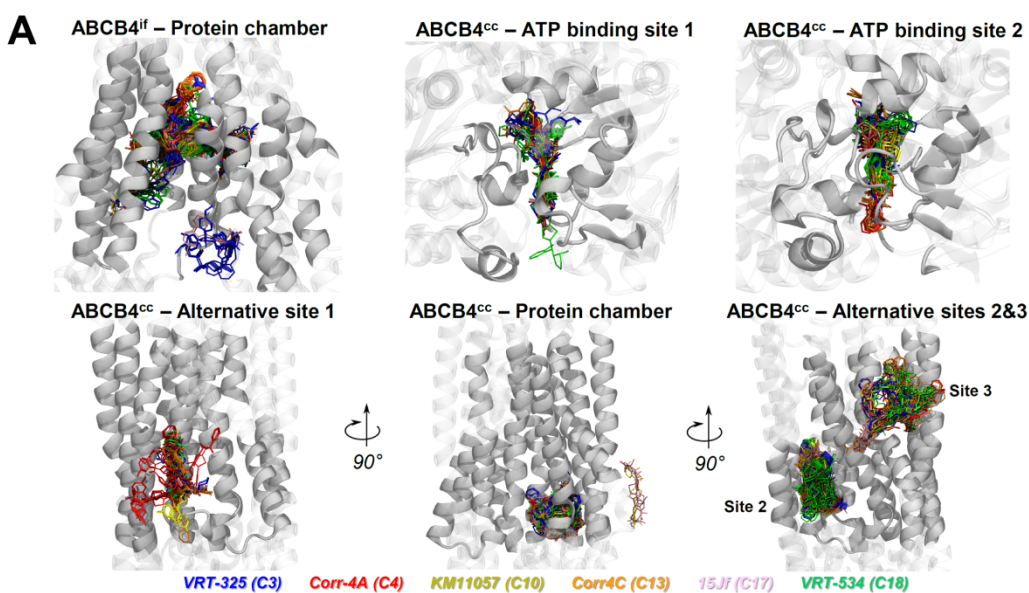 A
ABCB4ⁱᶠ – Protein chamber
ABCB4ᶜᶜ – ATP binding site 1
ABCB4ᶜᶜ – ATP binding site 2
ABCB4ᶜᶜ – Alternative site 1
ABCB4ᶜᶜ – Protein chamber
ABCB4ᶜᶜ – Alternative sites 2&3
Site 3
90°
90°
Site 2
VRT-325 (C3) Corr-4A (C4) KM11057 (C10) Corr4C (C13) 15Jf (C17) VRT-534 (C18)